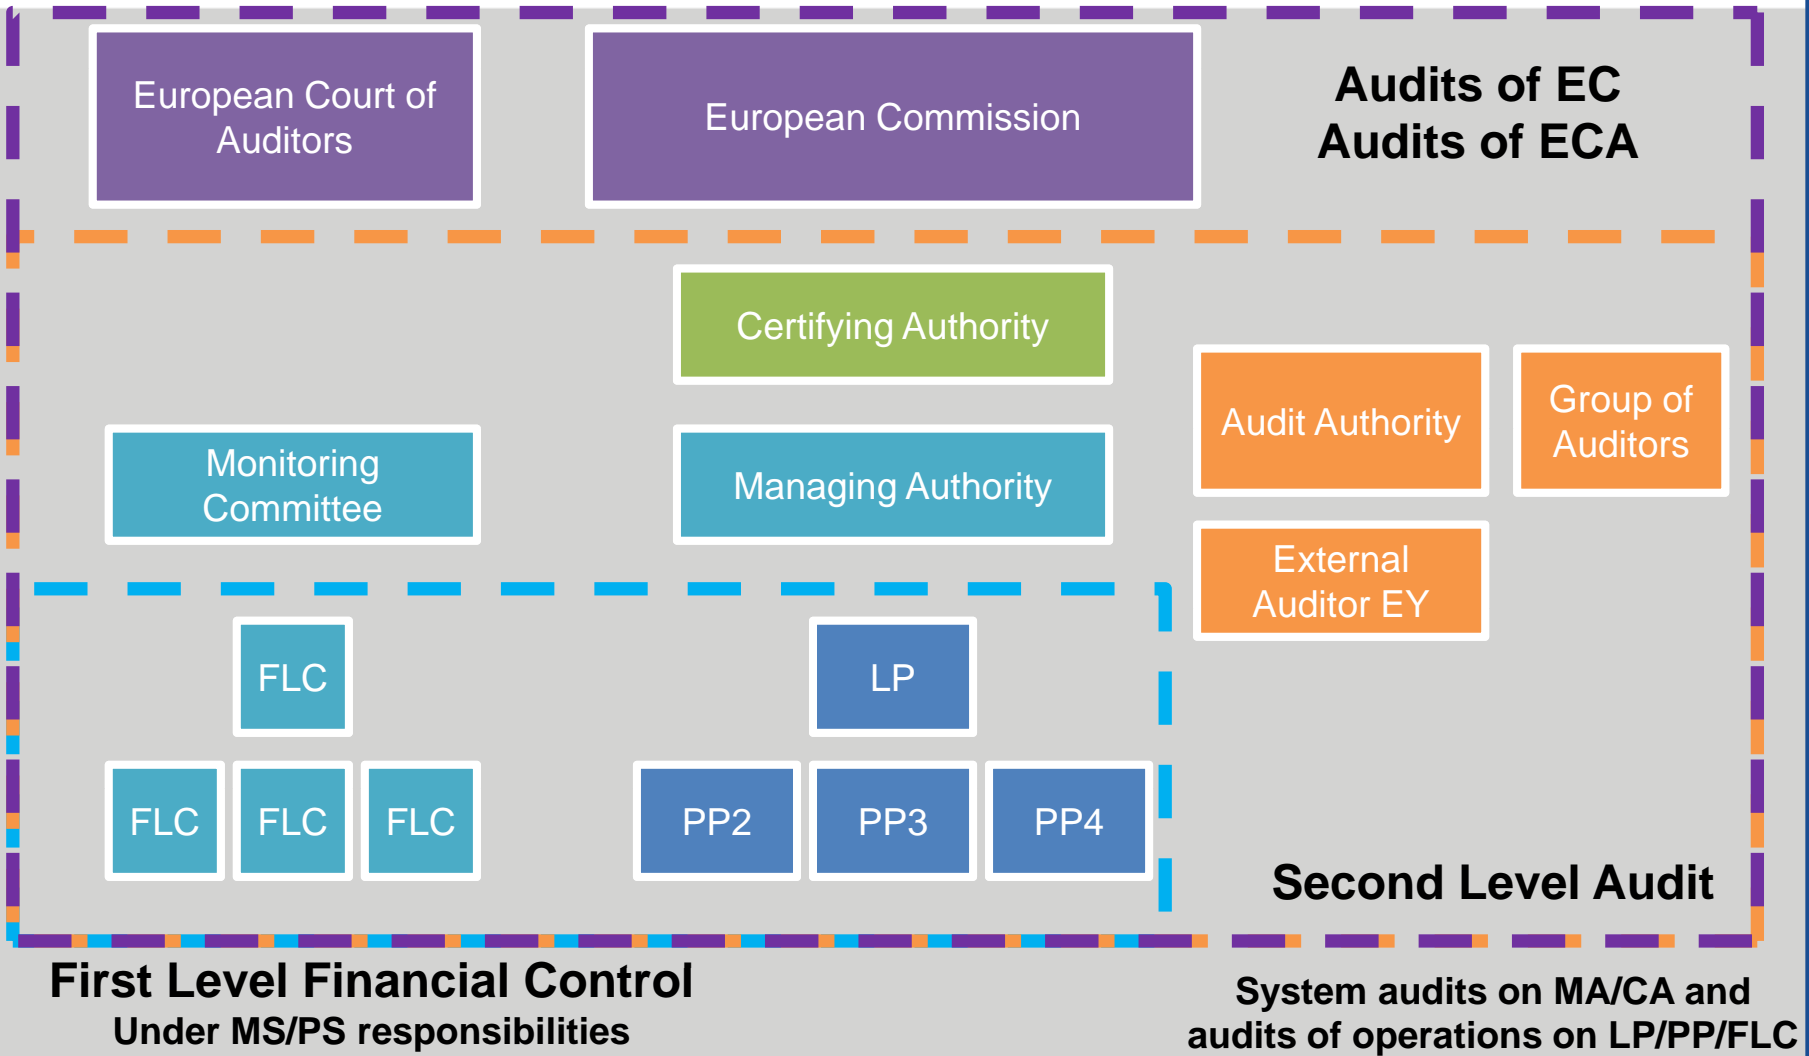 European Court of
Auditors
European Commission
Audits of EC
Audits of ECA
Certifying Authority
Audit Authority
Group of
Auditors
Monitoring
Committee
Managing Authority
External
Auditor EY
FLC
LP
FLC
FLC
FLC
PP2
PP3
PP4
Second Level Audit
First Level Financial Control
Under MS/PS responsibilities
System audits on MA/CA and
audits of operations on LP/PP/FLC